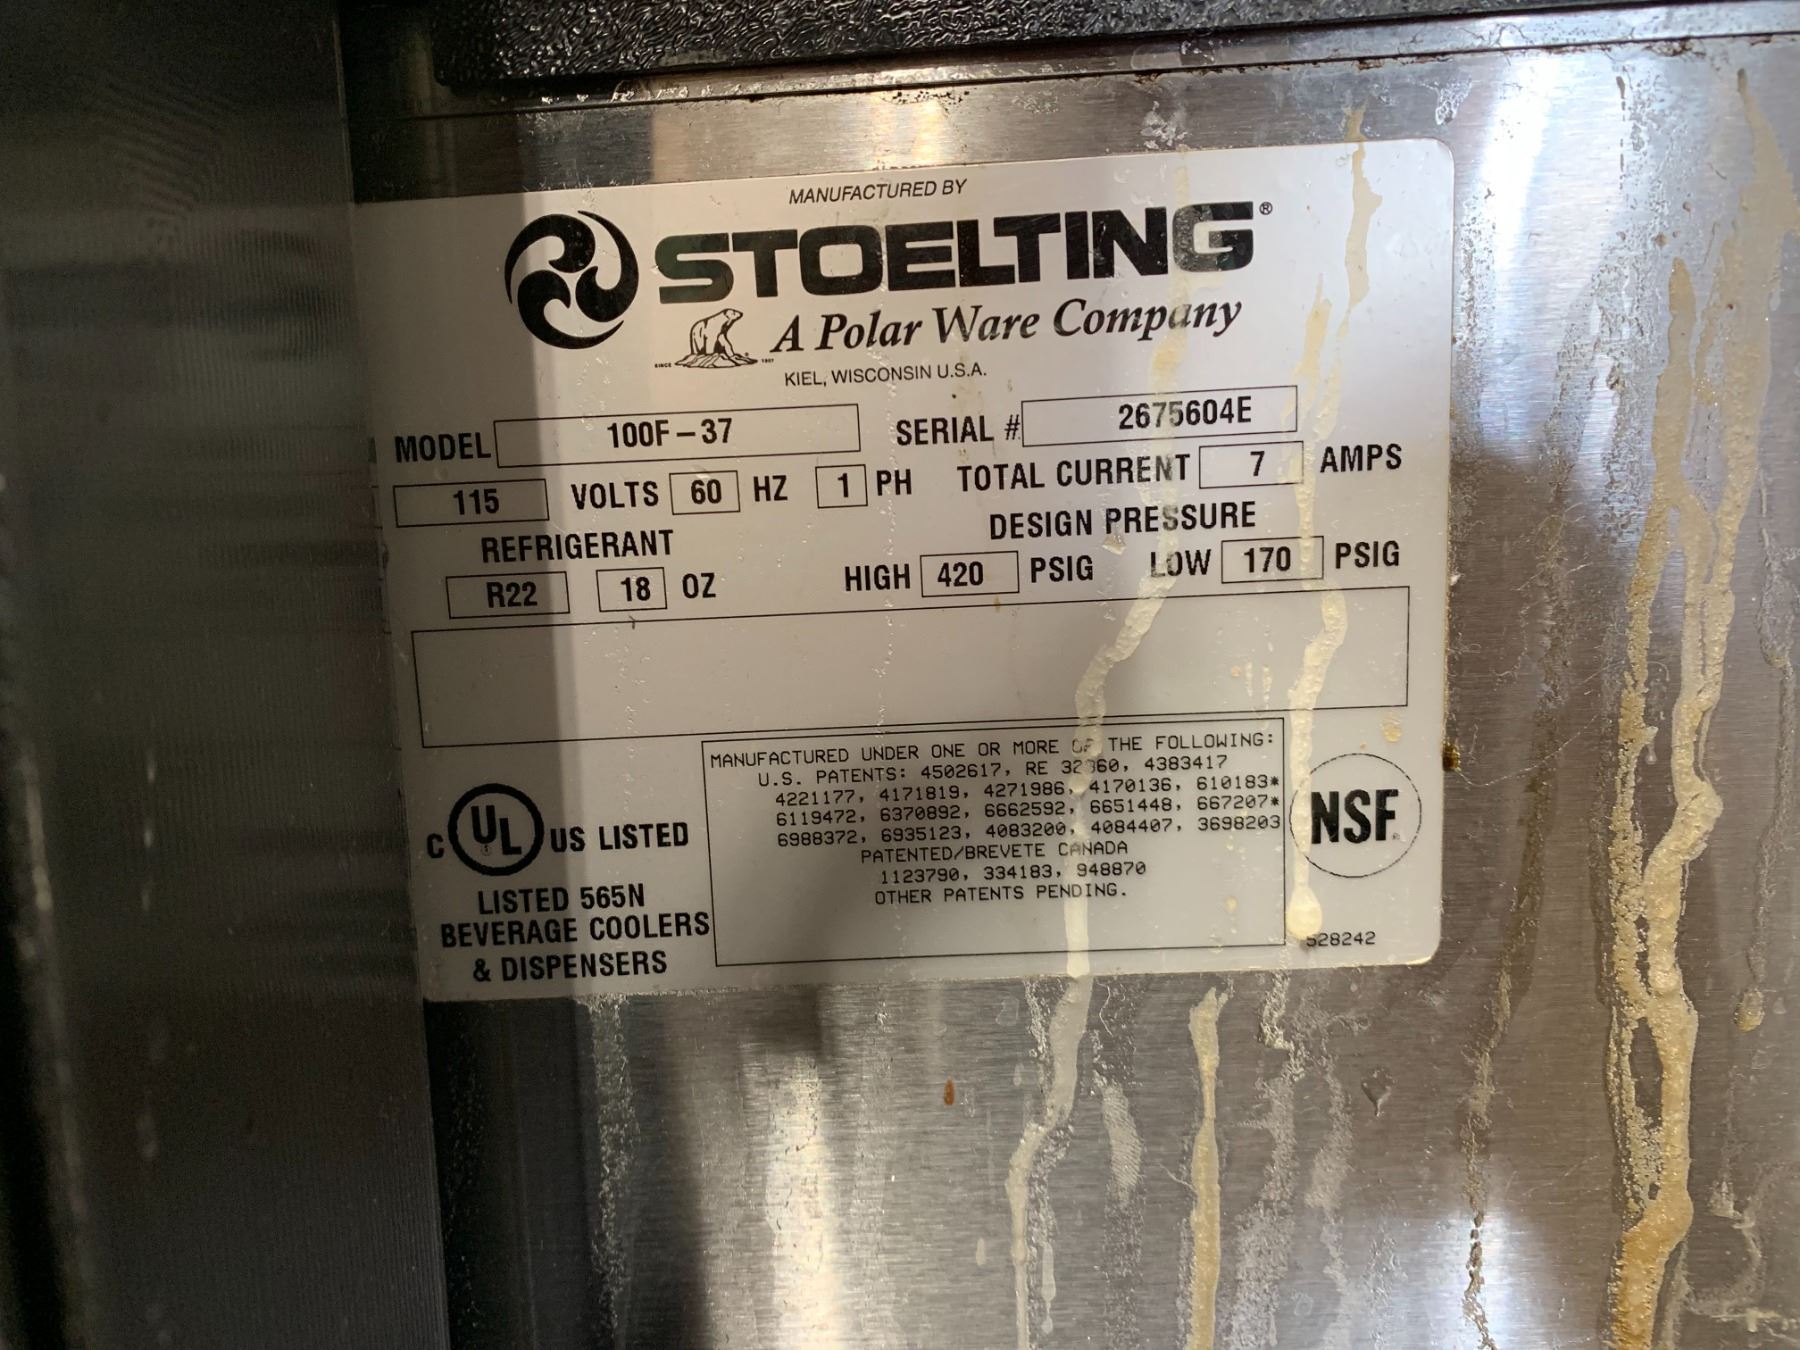 MANUFACTURED BY
STOELTING®
SINCE 1907
A Polar Ware Company
KIEL, WISCONSIN U.S.A.
MODEL 100F-37 SERIAL # 2675604E
115 VOLTS 60 HZ 1 PH TOTAL CURRENT 7 AMPS
REFRIGERANT DESIGN PRESSURE
R22 18 OZ HIGH 420 PSIG LOW 170 PSIG
MANUFACTURED UNDER ONE OR MORE OF THE FOLLOWING:
U.S. PATENTS: 4502617, RE 4383417
4221177, 4171819, 4271986, 4170136, 610183*
6119472, 6370892, 6662592, 6651448, 667207*
6988372, 6935123, 4083200, 4084407, 3698203
PATENTED/BREVETE CANADA
1123790, 334183, 948870
OTHER PATENTS PENDING.
C UL US LISTED
LISTED 565N
BEVERAGE COOLERS
& DISPENSERS
NSF
528242